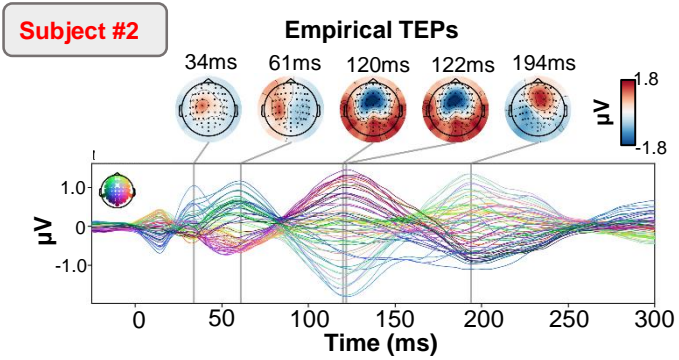 Subject #2
Empirical TEPs
34ms 61ms 120ms 122ms 194ms
1.8
μV
-1.8
1.0
0
-1.0
μV
0 50 100 150 200 250 300
Time (ms)